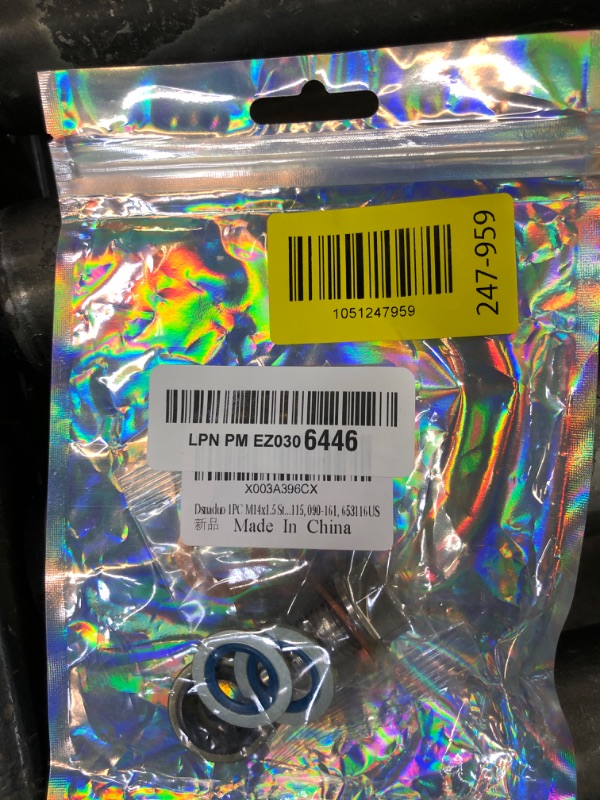 247-959
1051247959
LPN PM EZ030 6446
X003A396CX
Dsmaduo 1PC M14x1.5 St...115, 090-161, 653116US
新品 Made In China